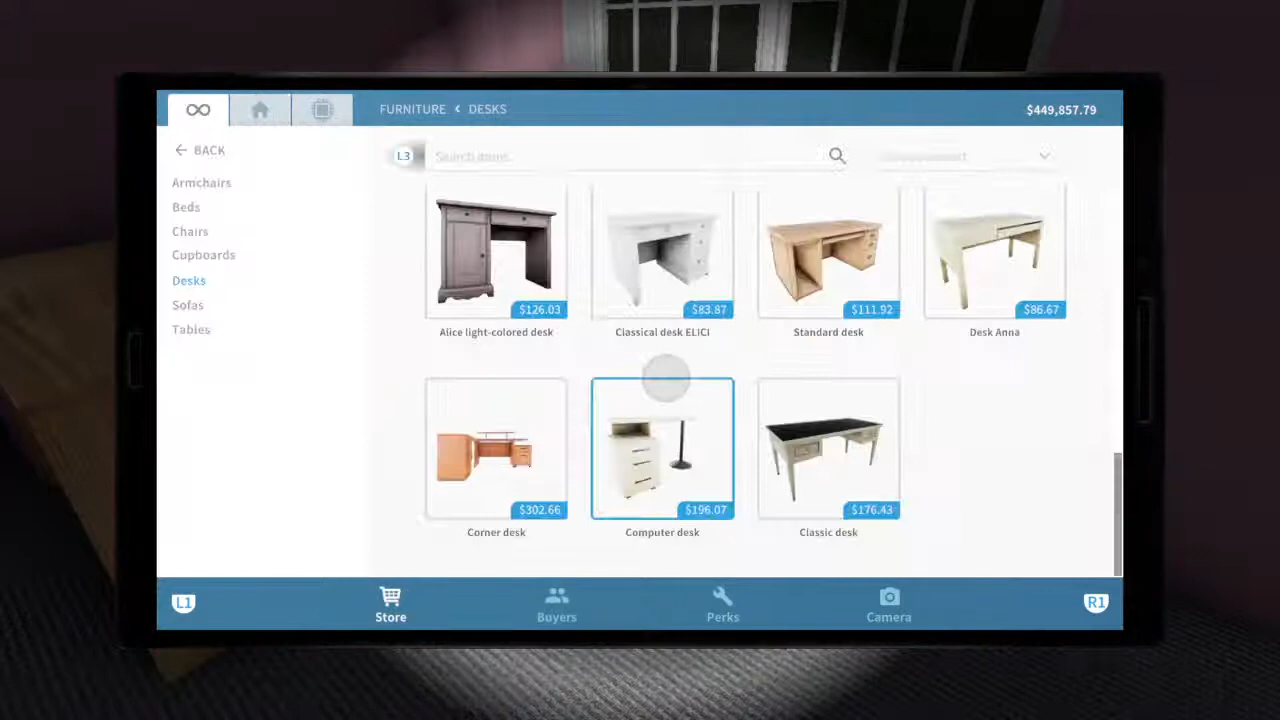 FURNITURE < DESKS
$449,857.79
BACK
L3
Search items...
Armchairs
Beds
Chairs
Cupboards
Desks
Sofas
Tables
$126.03
$83.87
$111.92
$86.67
Alice light-colored desk
Classical desk ELICI
Standard desk
Desk Anna
$302.66
$196.07
$176.43
Corner desk
Computer desk
Classic desk
L1
Store
Buyers
Perks
Camera
R1